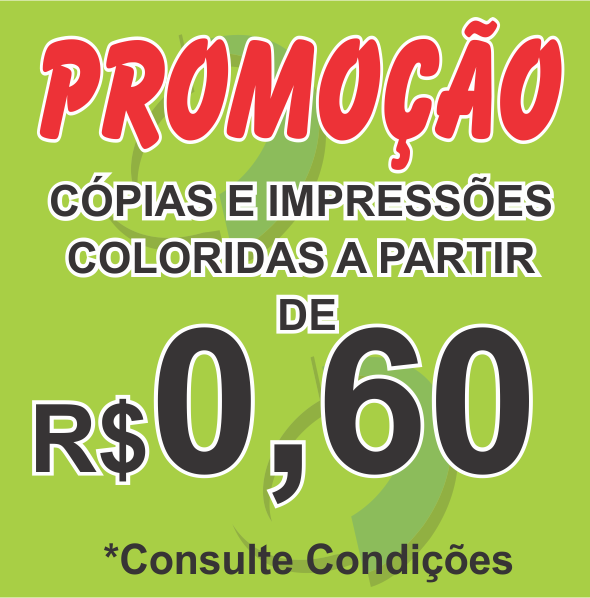 PROMOÇÃO
CÓPIAS E IMPRESSÕES
COLORIDAS A PARTIR
DE
R$0,60
*Consulte Condições